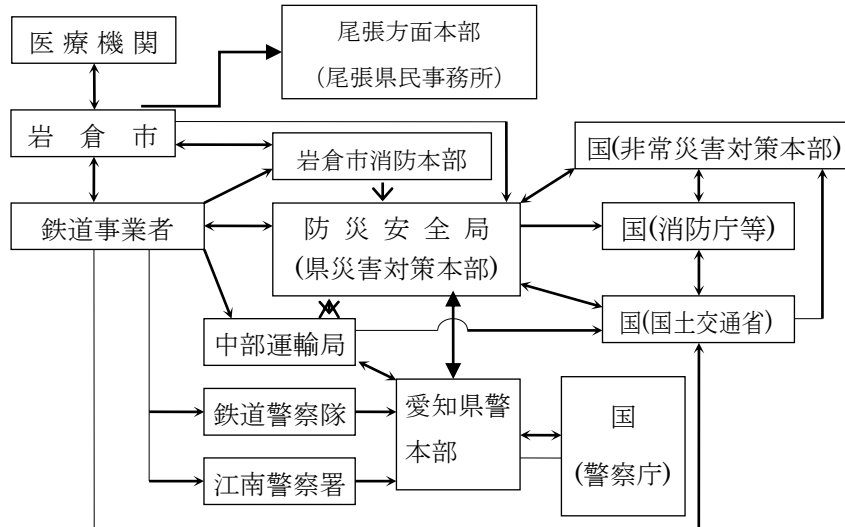 医療機関
尾張方面本部
(尾張県民事務所)
岩倉市
岩倉市消防本部
国(非常災害対策本部)
鉄道事業者
防災安全局
(県災害対策本部)
国(消防庁等)
国(国土交通省)
中部運輸局
鉄道警察隊
愛知県警
本部
国
(警察庁)
江南警察署